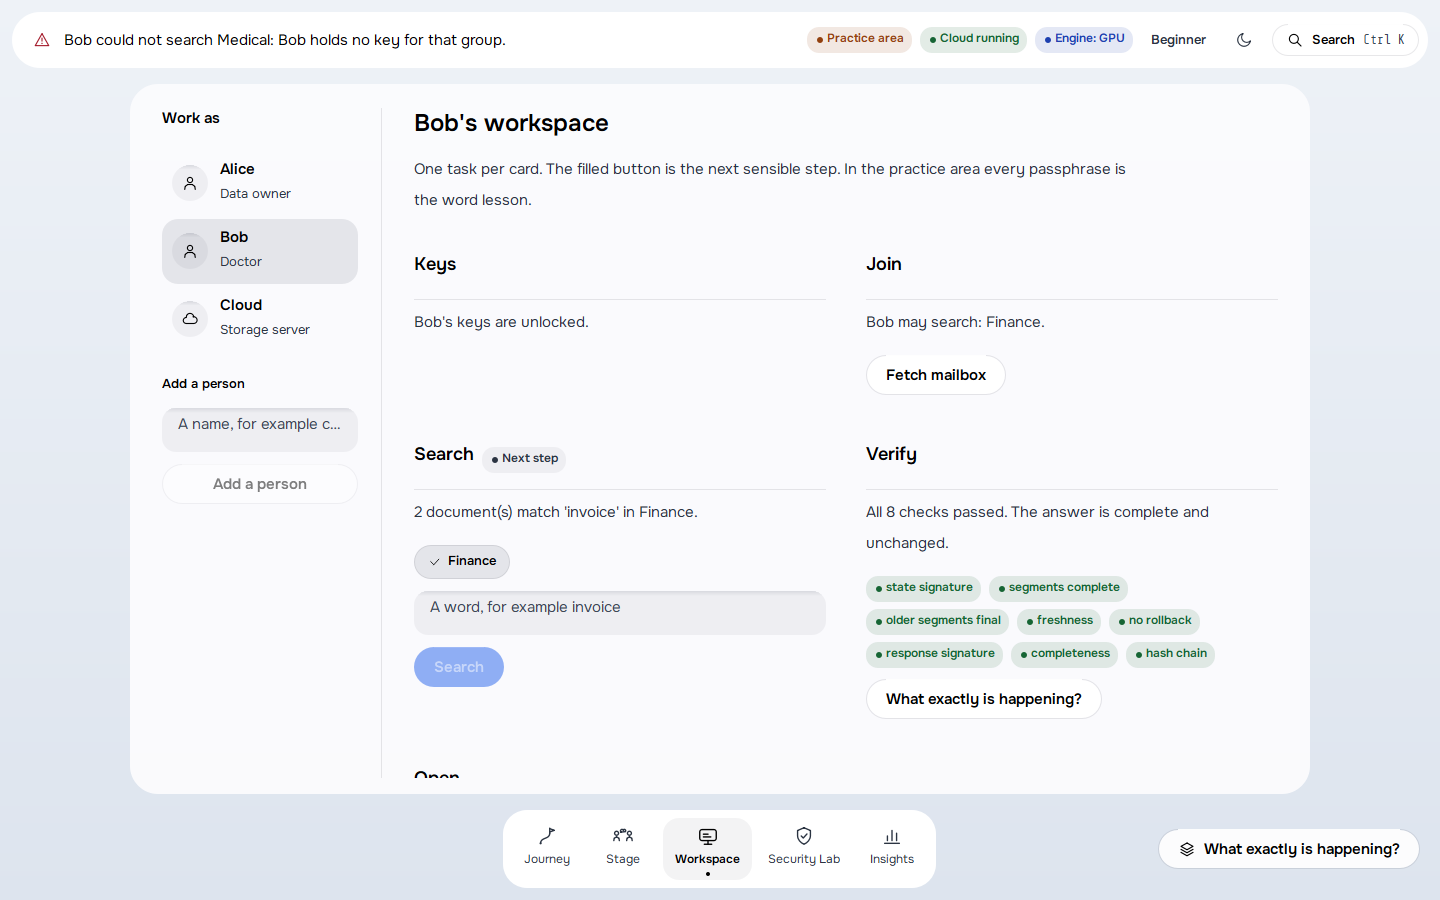 Bob could not search Medical: Bob holds no key for that group.
Practice area
Cloud running
Engine: GPU
Beginner
Search Ctrl K
Work as
Alice
Data owner
Bob
Doctor
Cloud
Storage server
Add a person
A name, for example c...
Add a person
Bob's workspace
One task per card. The filled button is the next sensible step. In the practice area every passphrase is
the word lesson.
Keys
Bob's keys are unlocked.
Join
Bob may search: Finance.
Fetch mailbox
Search
Next step
2 document(s) match 'invoice' in Finance.
Finance
A word, for example invoice
Search
Verify
All 8 checks passed. The answer is complete and
unchanged.
state signature
segments complete
older segments final
freshness
no rollback
response signature
completeness
hash chain
What exactly is happening?
Open
Journey
Stage
Workspace
Security Lab
Insights
What exactly is happening?